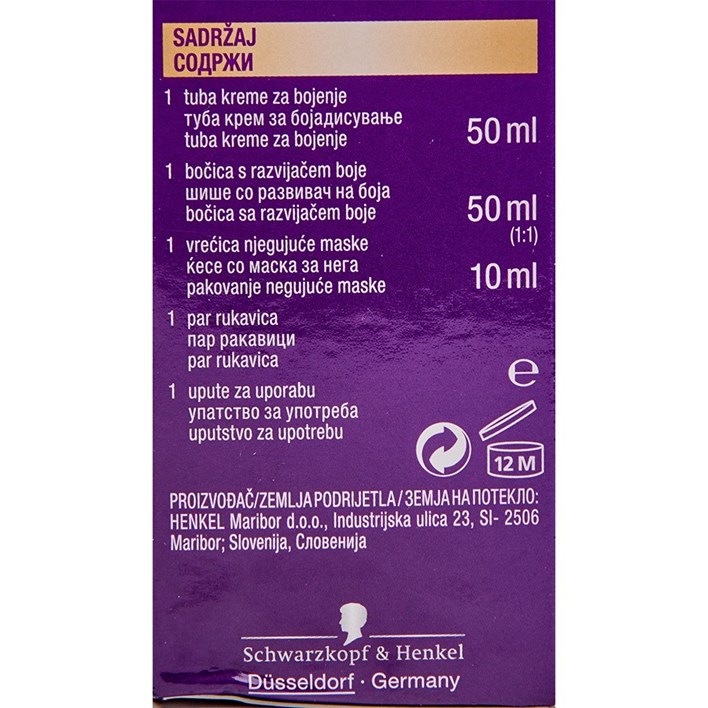 SADRŽAJ
СОДРЖИ
1 tuba kreme za bojenje
туба крем за бојадисување
tuba kreme za bojenje
50 ml
1 bočica s razvijačem boje
шише со развивач на боја
bočica sa razvijačem boje
50 ml
(1:1)
1 vrećica njegujuće maske
ќесе со маска за нега
pakovanje negujuće maske
10 ml
1 par rukavica
пар ракавици
par rukavica
1 upute za uporabu
упатство за употреба
uputstvo za upotrebu
e
12 M
PROIZVOĐAČ/ZEMLJA PODRIJETLA / ЗЕМЈА НА ПОТЕКЛО:
HENKEL Maribor d.o.o., Industrijska ulica 23, SI- 2506
Maribor; Slovenija, Словенија
Schwarzkopf & Henkel
Düsseldorf · Germany